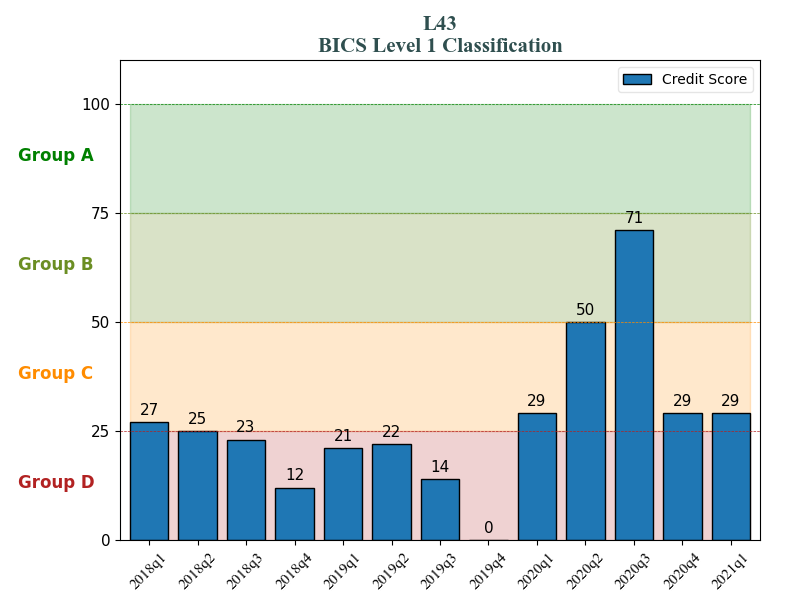 L43
BICS Level 1 Classification
Credit Score
100
Group A
75
71
Group B
50
50
Group C
27
25
23
12
21
22
14
0
29
29
29
25
Group D
0
2018q1
2018q2
2018q3
2018q4
2019q1
2019q2
2019q3
2019q4
2020q1
2020q2
2020q3
2020q4
2021q1